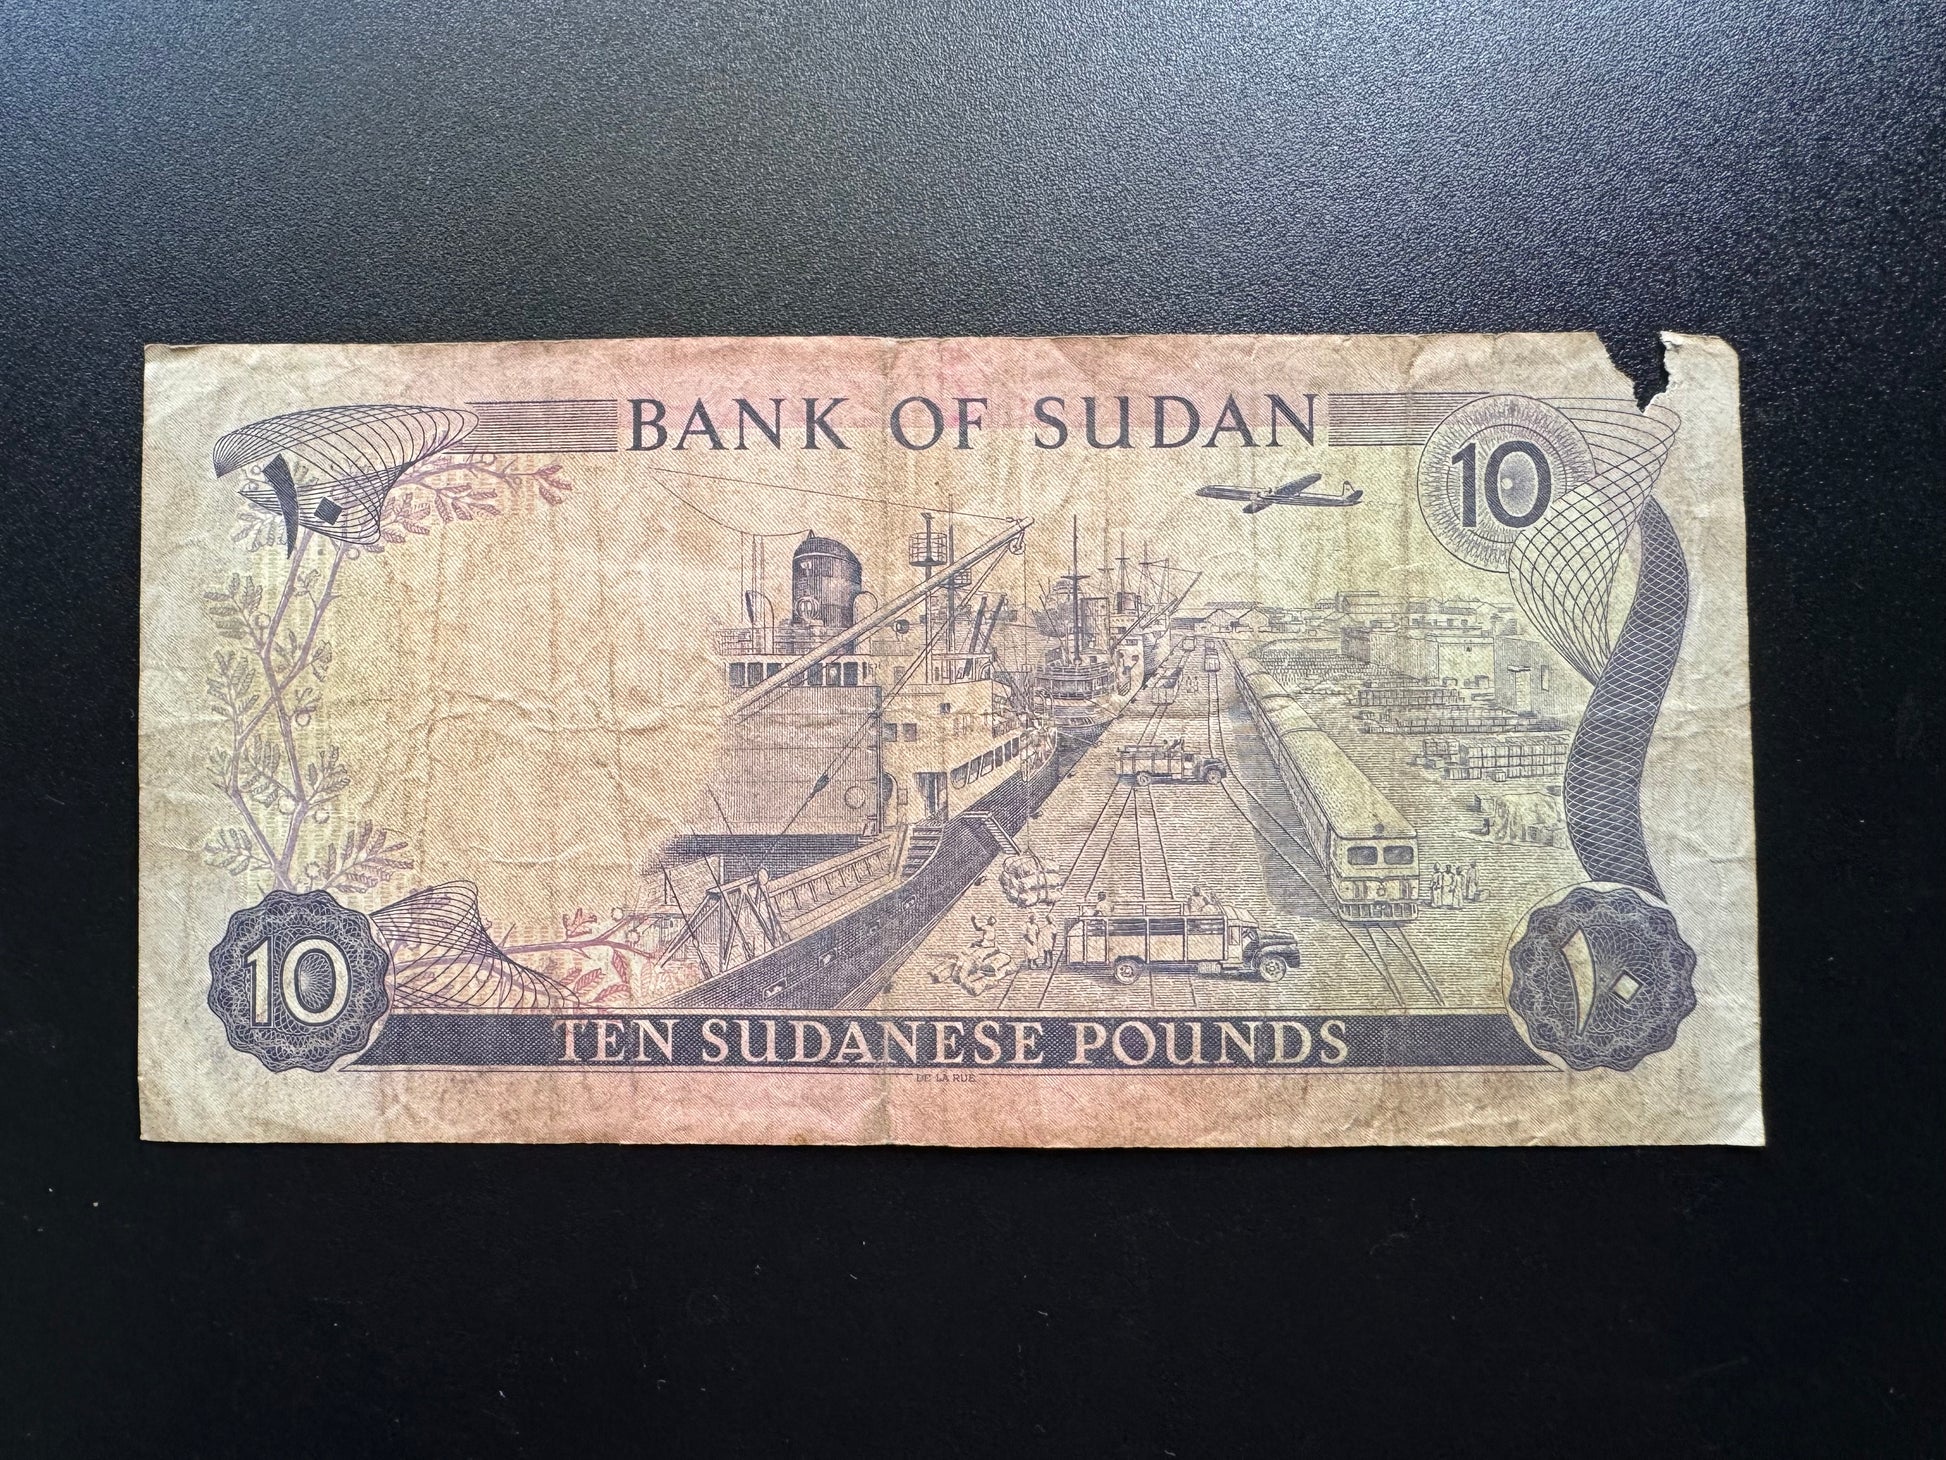 BANK OF SUDAN
١٠
10
10
TEN SUDANESE POUNDS
١٠
DE LA RUE